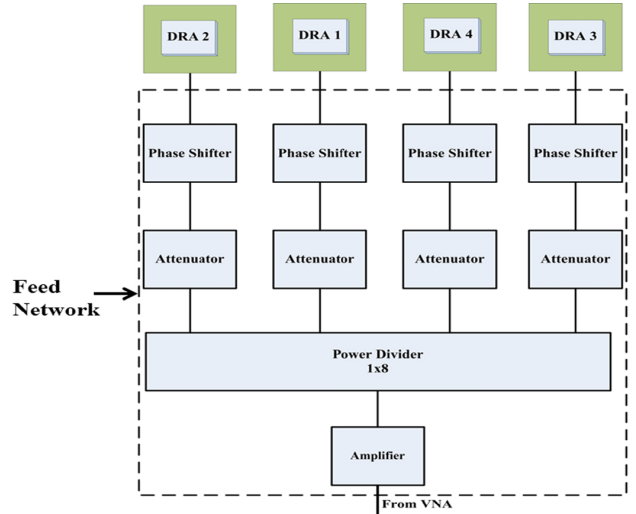 DRA 2
DRA 1
DRA 4
DRA 3
Phase Shifter
Phase Shifter
Phase Shifter
Phase Shifter
Attenuator
Attenuator
Attenuator
Attenuator
Feed
Network
Power Divider
1x8
Amplifier
From VNA